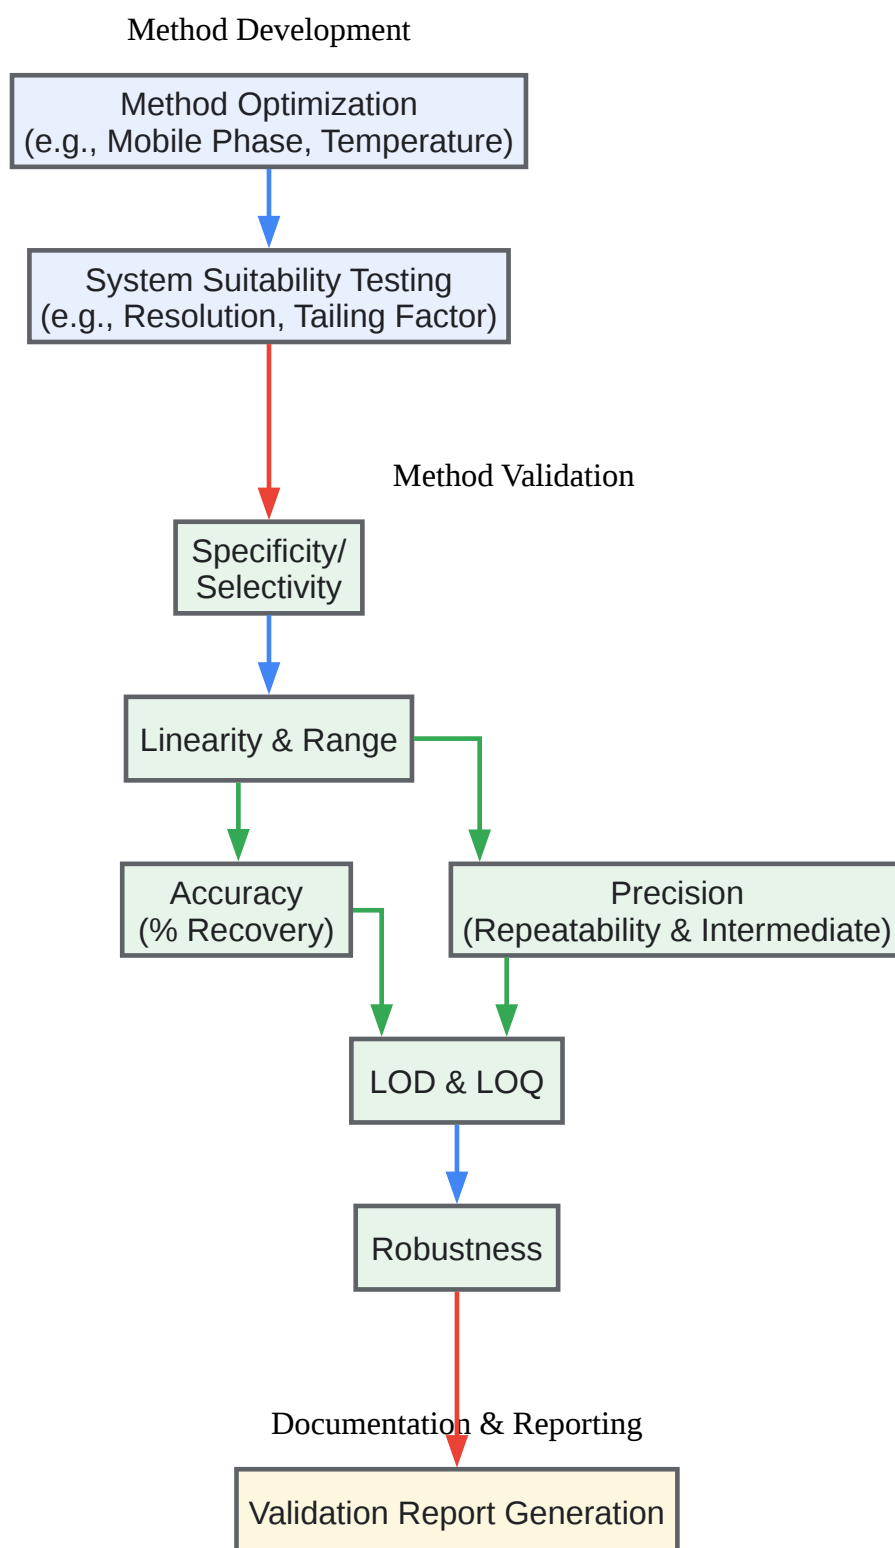 Method Development
Method Optimization
(e.g., Mobile Phase, Temperature)
System Suitability Testing
(e.g., Resolution, Tailing Factor)
Method Validation
Specificity/
Selectivity
Linearity & Range
Accuracy
(% Recovery)
Precision
(Repeatability & Intermediate)
LOD & LOQ
Robustness
Documentation & Reporting
Validation Report Generation